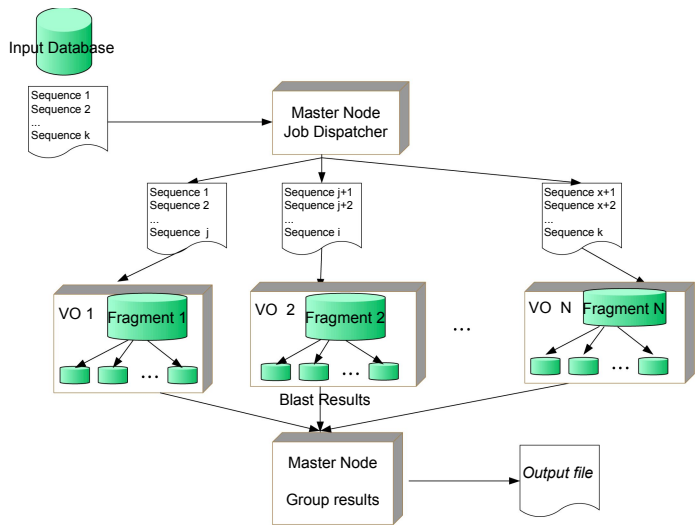 Input Database
Sequence 1
Sequence 2
...
Sequence k
Master Node
Job Dispatcher
Sequence 1
Sequence 2
...
Sequence j
Sequence j+1
Sequence j+2
...
Sequence i
Sequence x+1
Sequence x+2
...
Sequence k
VO 1
Fragment 1
...
VO 2
Fragment 2
...
...
VO N
Fragment N
...
Blast Results
Master Node
Group results
Output file